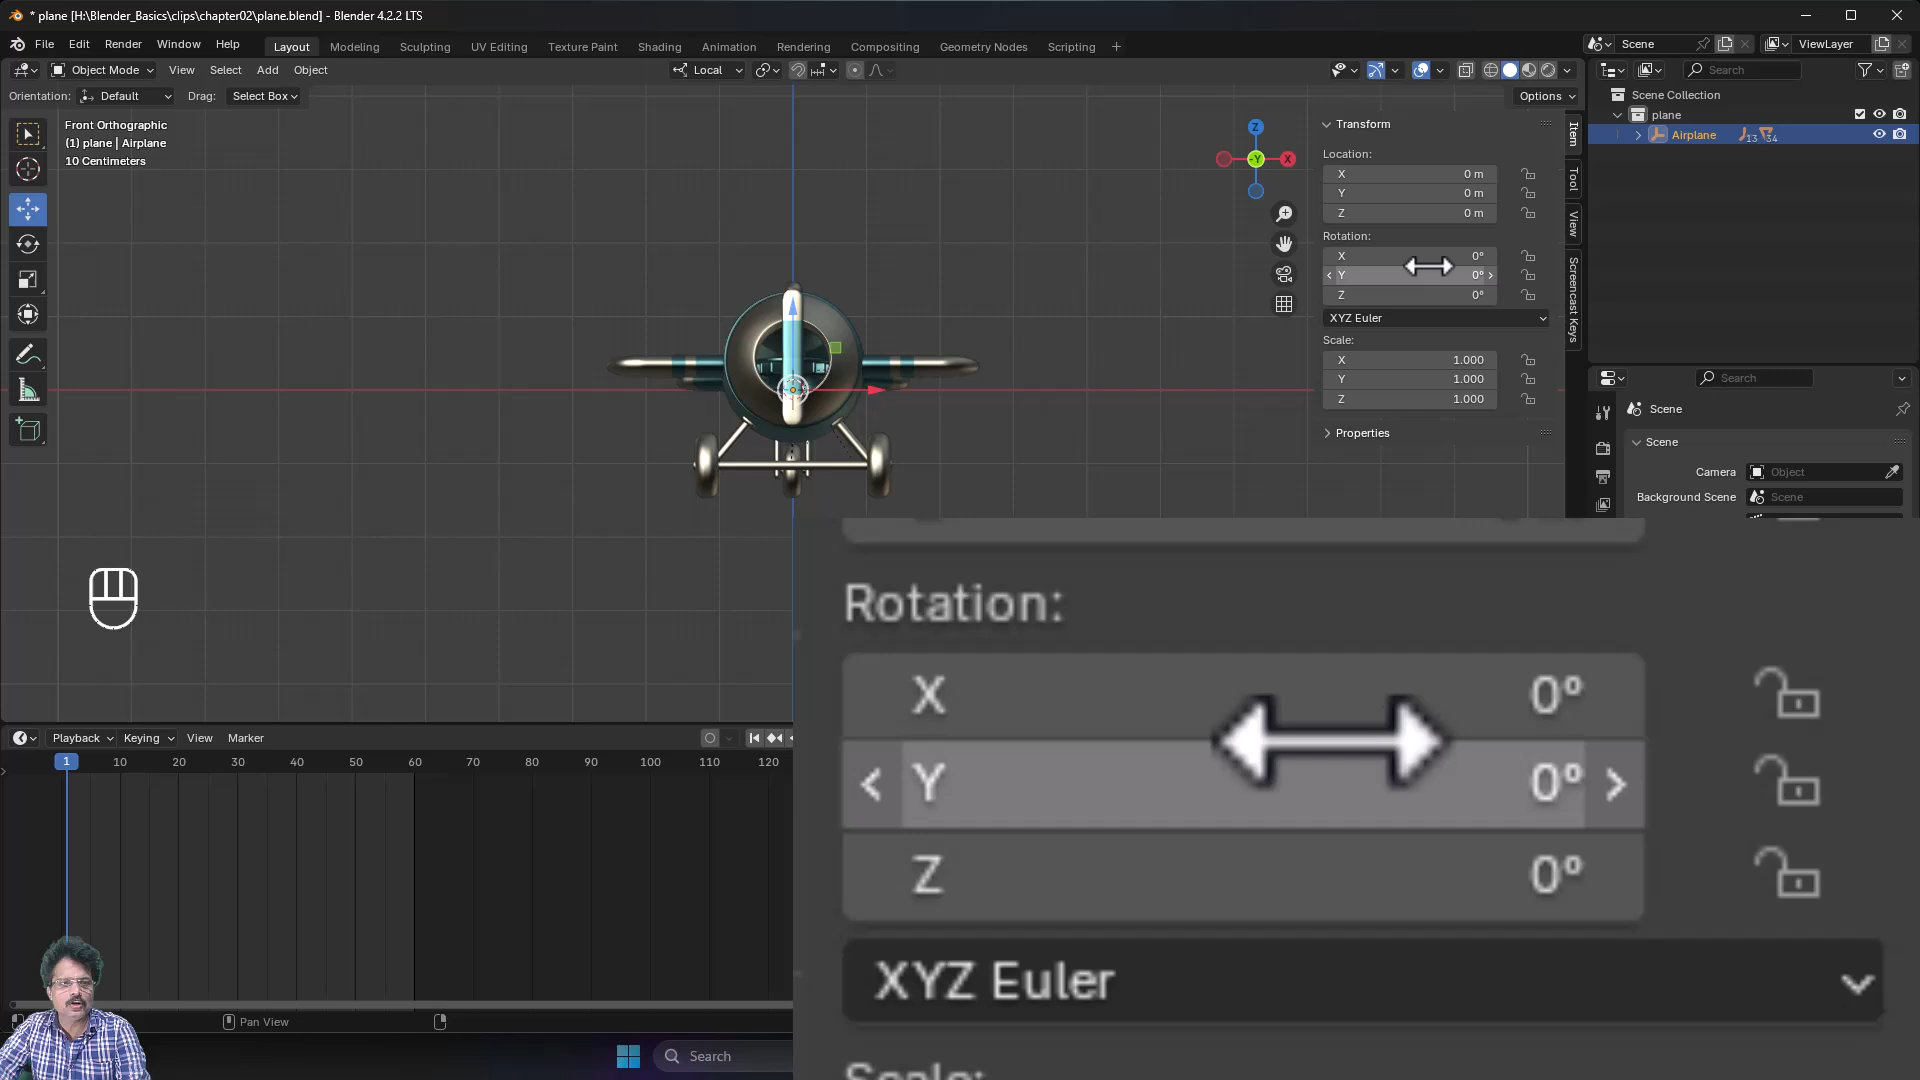 * plane [H:\Blender_Basics\clips\chapter02\plane.blend] - Blender 4.2.2 LTS
File Edit Render Window Help Layout Modeling Sculpting UV Editing Texture Paint Shading Animation Rendering Compositing Geometry Nodes Scripting + Scene ViewLayer
Object Mode View Select Add Object Local Search
Orientation: Default Drag: Select Box Options Scene Collection
Front Orthographic
(1) plane | Airplane
10 Centimeters
Z
-Y
X
Transform
Location:
X 0 m
Y 0 m
Z 0 m
Rotation:
X 0°
Y 0°
Z 0°
XYZ Euler
Scale:
X 1.000
Y 1.000
Z 1.000
Properties
Item
Tool
View
Screencast Keys
plane
Airplane 13 34
Search
Scene
Scene
Camera Object
Background Scene Scene
Rotation:
X 0°
Y 0°
Z 0°
XYZ Euler
Playback Keying View Marker
1 10 20 30 40 50 60 70 80 90 100 110 120
Pan View
Search